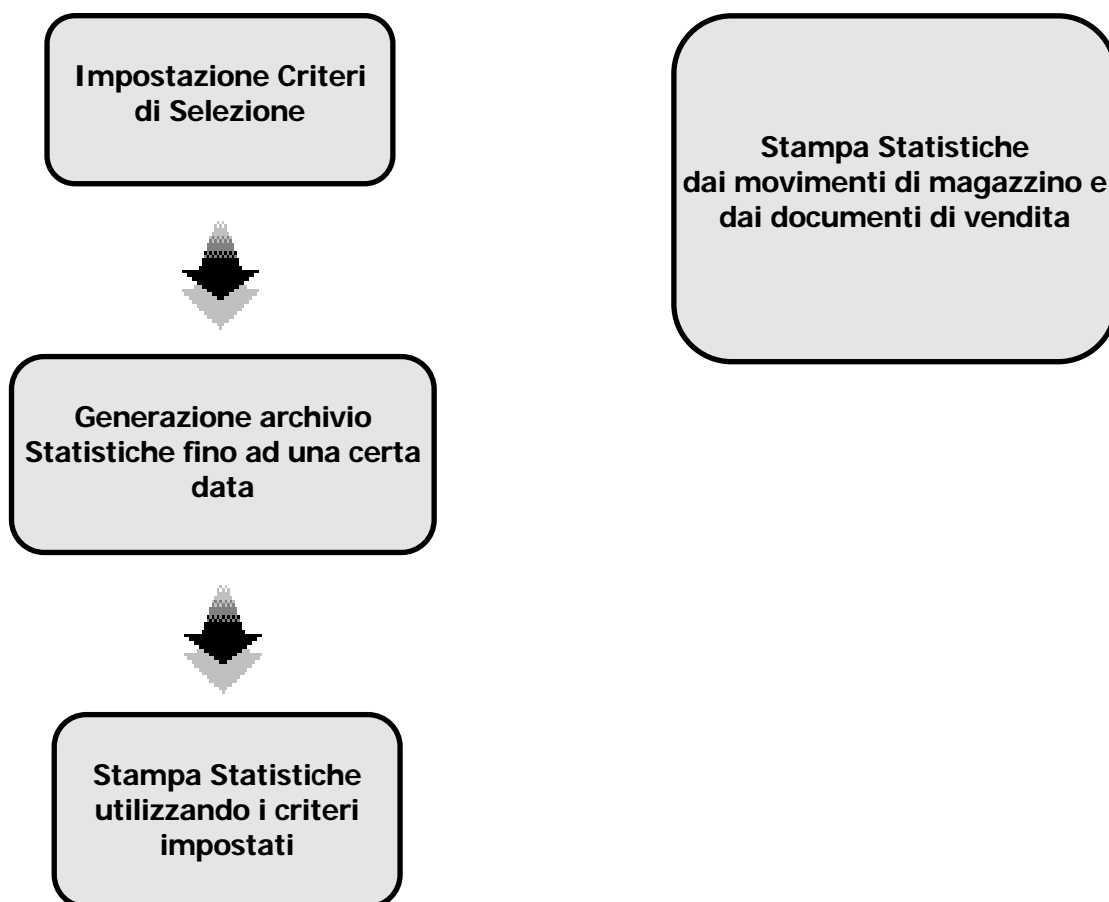 Impostazione Criteri
di Selezione
Stampa Statistiche
dai movimenti di magazzino e
dai documenti di vendita
Generazione archivio
Statistiche fino ad una certa
data
Stampa Statistiche
utilizzando i criteri
impostati